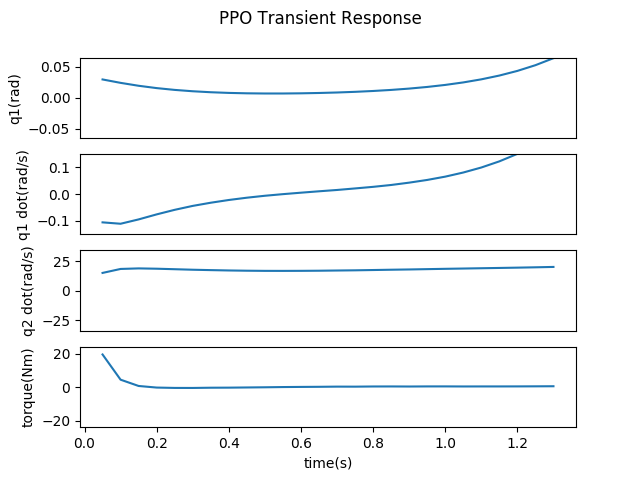 PPO Transient Response
q1(rad)
0.05
0.00
−0.05
q1 dot(rad/s)
0.1
0.0
−0.1
q2 dot(rad/s)
25
0
−25
torque(Nm)
20
0
−20
0.0 0.2 0.4 0.6 0.8 1.0 1.2
time(s)